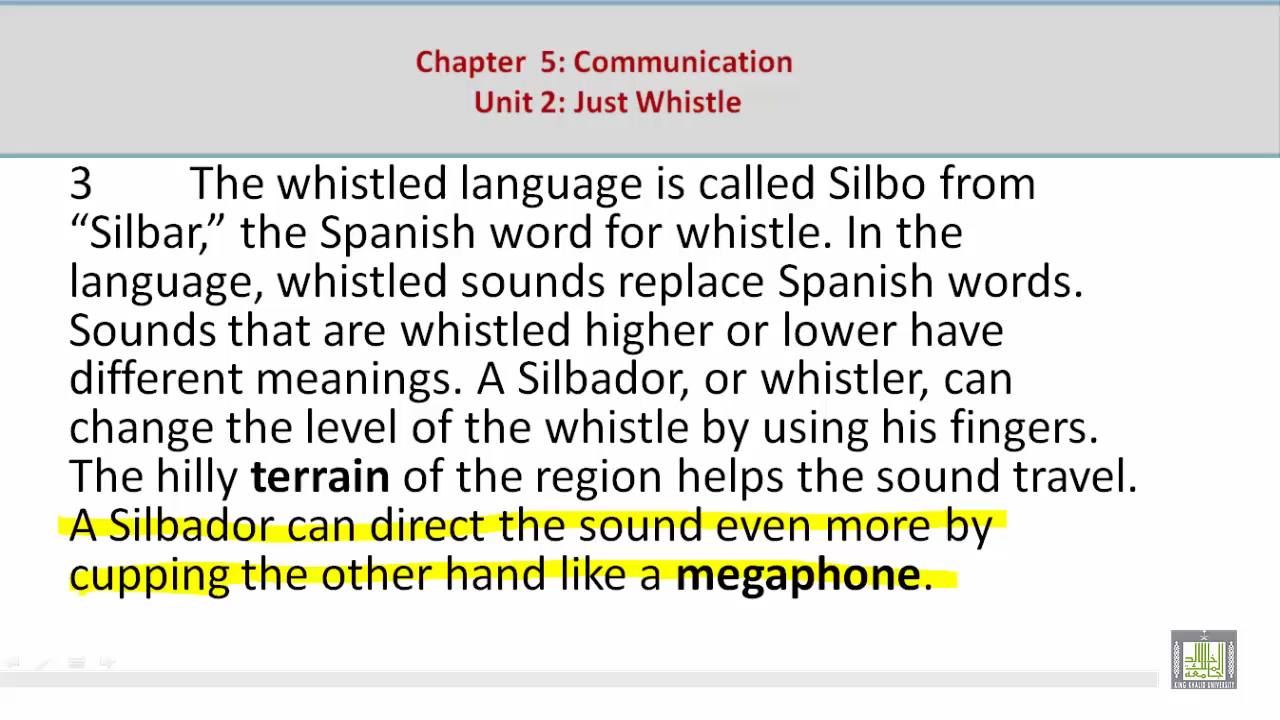 Chapter 5: Communication
Unit 2: Just Whistle
3 The whistled language is called Silbo from
“Silbar,” the Spanish word for whistle. In the
language, whistled sounds replace Spanish words.
Sounds that are whistled higher or lower have
different meanings. A Silbador, or whistler, can
change the level of the whistle by using his fingers.
The hilly terrain of the region helps the sound travel.
A Silbador can direct the sound even more by
cupping the other hand like a megaphone.
KING KHALID UNIVERSITY